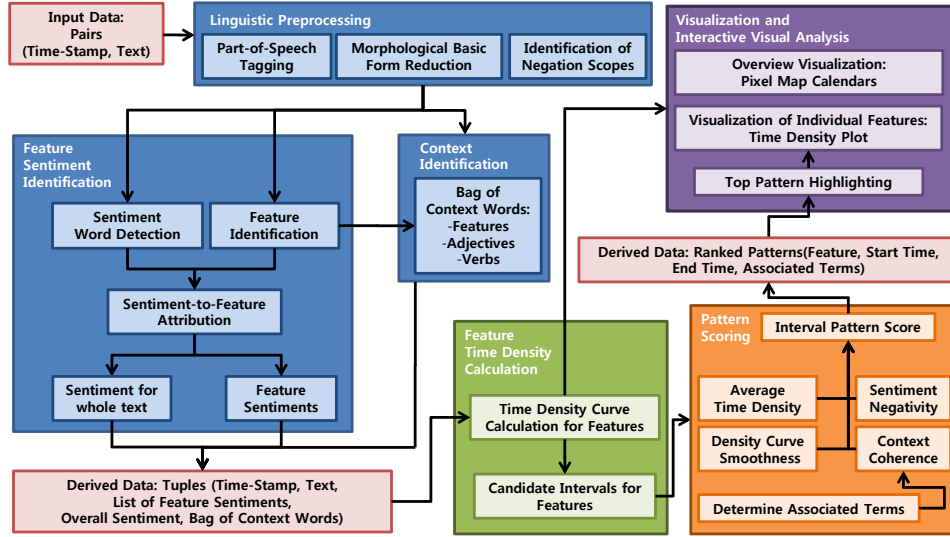 Input Data:
Pairs
(Time-Stamp, Text)
Linguistic Preprocessing
Part-of-Speech
Tagging
Morphological Basic
Form Reduction
Identification of
Negation Scopes
Visualization and
Interactive Visual Analysis
Overview Visualization:
Pixel Map Calendars
Visualization of Individual Features:
Time Density Plot
Top Pattern Highlighting
Feature
Sentiment
Identification
Sentiment
Word Detection
Feature
Identification
Sentiment-to-Feature
Attribution
Sentiment for
whole text
Feature
Sentiments
Context
Identification
Bag of
Context Words:
-Features
-Adjectives
-Verbs
Derived Data: Tuples (Time-Stamp, Text,
List of Feature Sentiments,
Overall Sentiment, Bag of Context Words)
Feature
Time Density
Calculation
Time Density Curve
Calculation for Features
Candidate Intervals for
Features
Derived Data: Ranked Patterns(Feature, Start Time,
End Time, Associated Terms)
Pattern
Scoring
Interval Pattern Score
Average
Time Density
Sentiment
Negativity
Density Curve
Smoothness
Context
Coherence
Determine Associated Terms